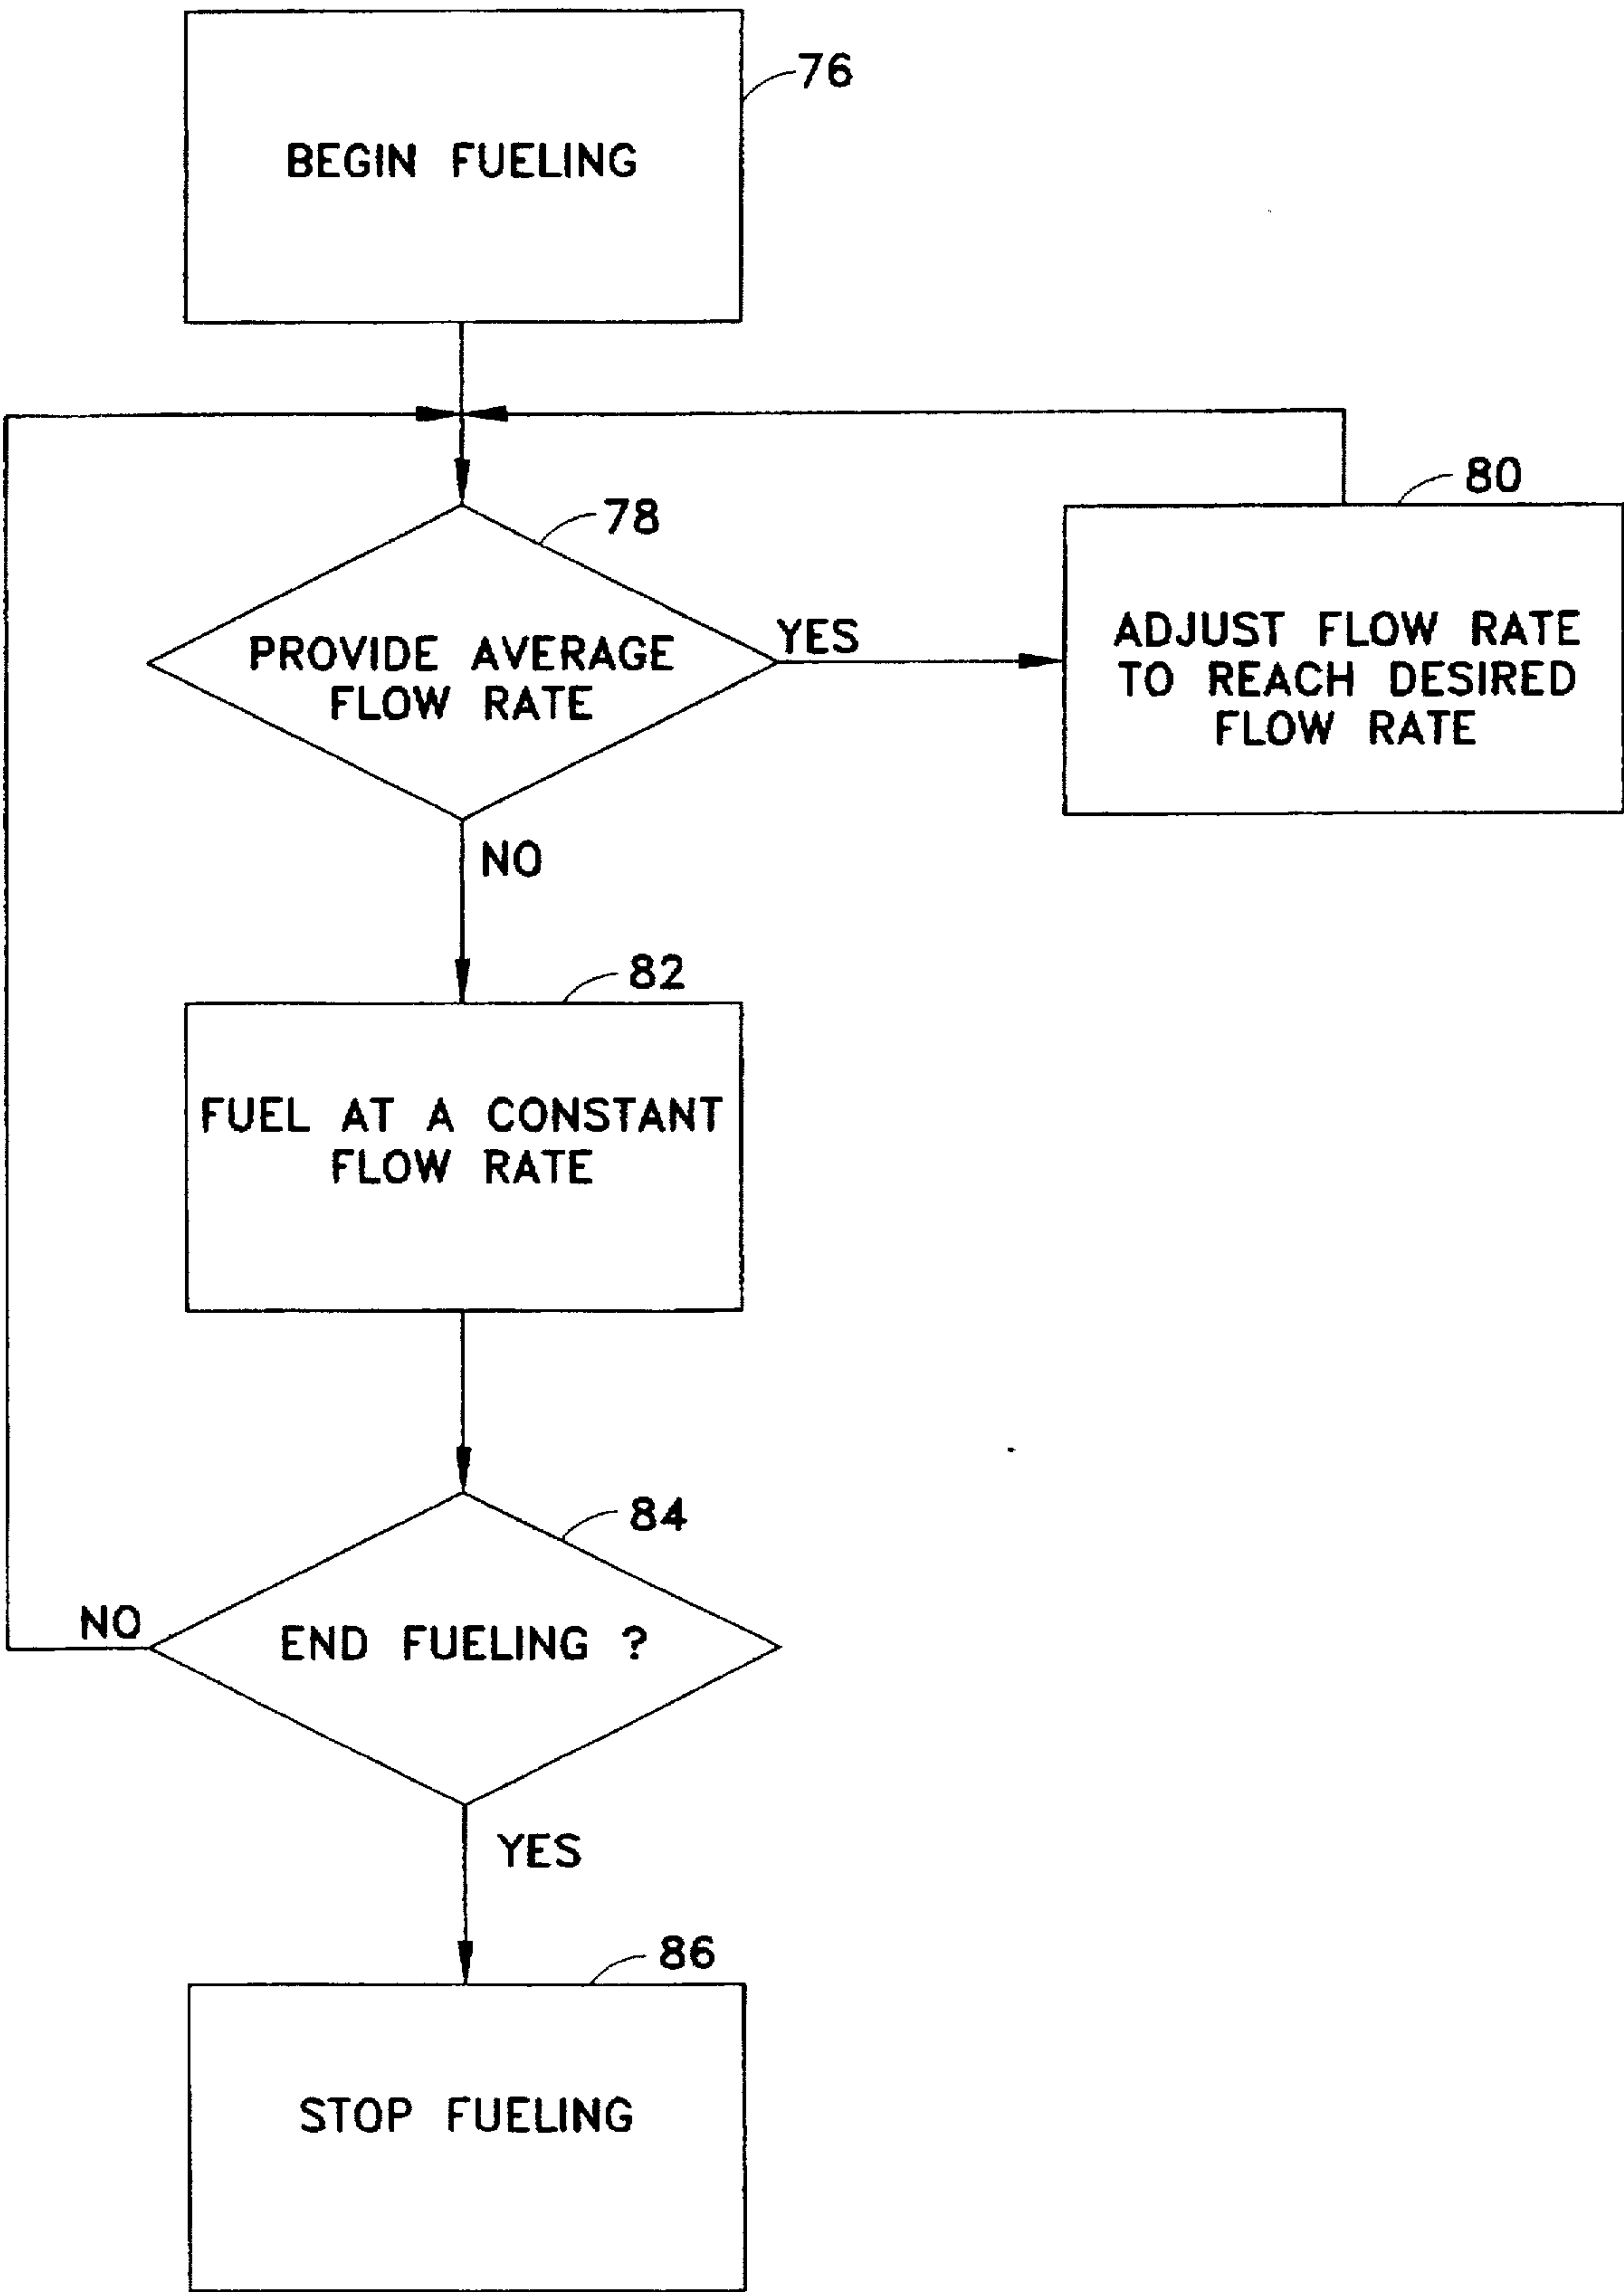 76
BEGIN FUELING
78
80
PROVIDE AVERAGE
FLOW RATE
YES
ADJUST FLOW RATE
TO REACH DESIRED
FLOW RATE
NO
82
FUEL AT A CONSTANT
FLOW RATE
84
NO
END FUELING ?
YES
86
STOP FUELING